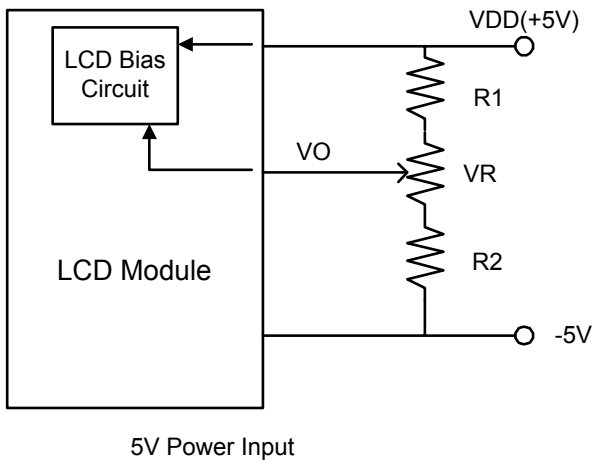 VDD(+5V)
LCD Bias
Circuit
R1
VO
VR
LCD Module
R2
-5V
5V Power Input